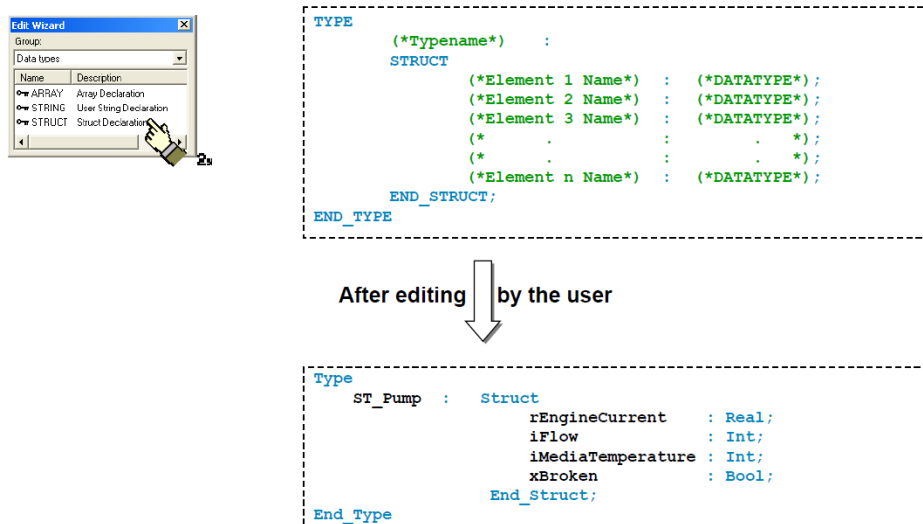 Edit Wizard
Group:
Data types
Name Description
ARRAY Array Declaration
STRING User String Declaration
STRUCT Struct Declaration
2x
TYPE
(*Typename*) :
STRUCT
(*Element 1 Name*) : (*DATATYPE*);
(*Element 2 Name*) : (*DATATYPE*);
(*Element 3 Name*) : (*DATATYPE*);
(* . : . *);
(* . : . *);
(*Element n Name*) : (*DATATYPE*);
END_STRUCT;
END_TYPE
After editing by the user
Type
ST_Pump : Struct
rEngineCurrent : Real;
iFlow : Int;
iMediaTemperature : Int;
xBroken : Bool;
End_Struct;
End_Type